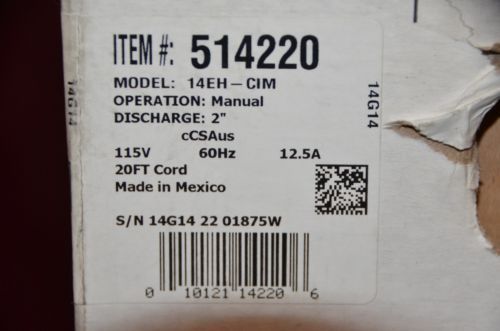 ITEM #: 514220
MODEL: 14EH-CIM
OPERATION: Manual
DISCHARGE: 2"
cCSAus
115V 60Hz 12.5A
20FT Cord
Made in Mexico
S/N 14G14 22 01875W
0 10121 14220 6
14G14
14G14